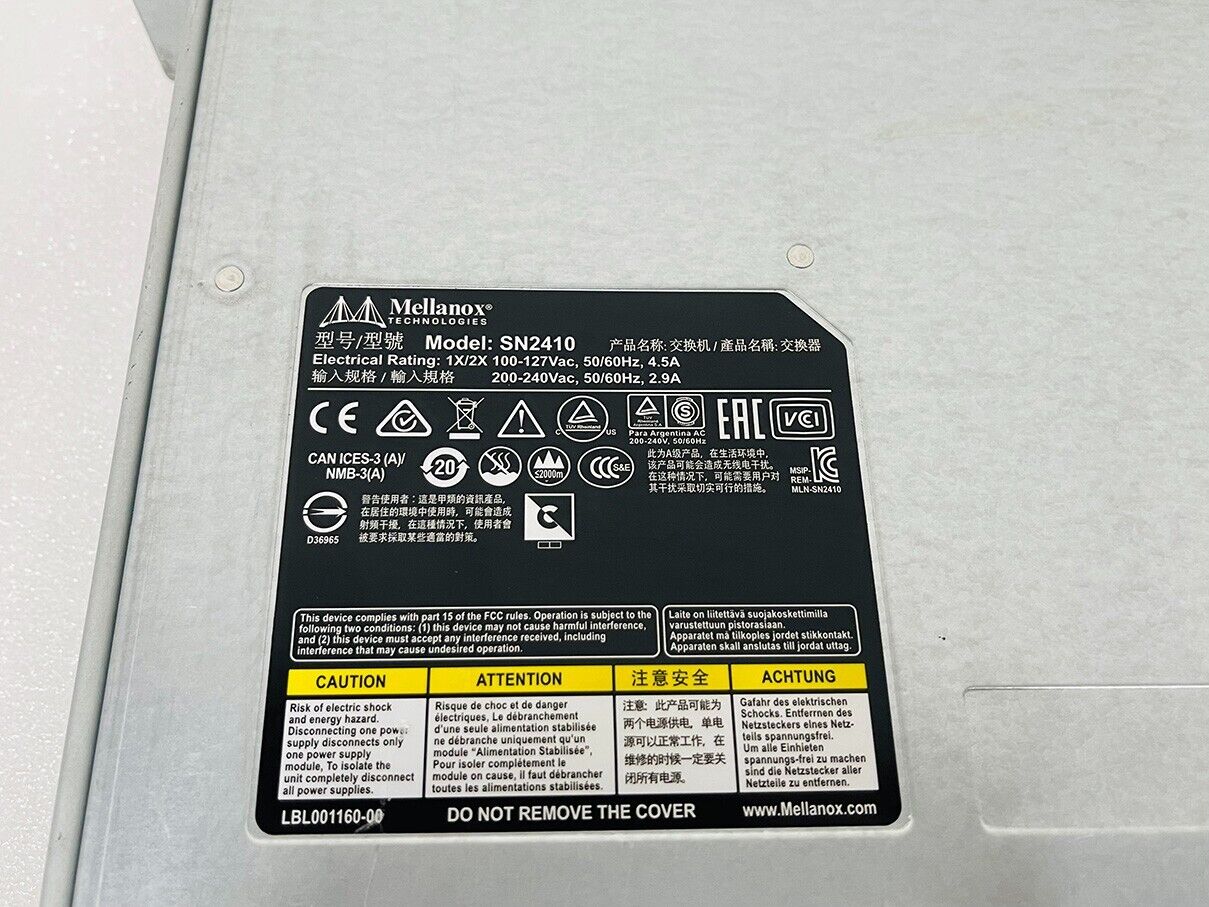 Mellanox®
TECHNOLOGIES
型号/型號 Model: SN2410 产品名称: 交换机 / 產品名稱: 交換器
Electrical Rating: 1X/2X 100-127Vac, 50/60Hz, 4.5A
输入规格 / 輸入規格 200-240Vac, 50/60Hz, 2.9A
CE
TUV Rheinland
C US
TUV
Rheinland
Argentina S.A.
S
Para Argentina AC
200-240V, 50/60Hz
EAC
VCI
CAN ICES-3 (A)/
NMB-3(A)
20
≤2000m
CCC S&E
此为A级产品，在生活环境中，
该产品可能会造成无线电干扰。
在这种情况下，可能需要用户对
其干扰采取切实可行的措施。
MSIP-
REM-
MLN-SN2410
D36965
警告使用者：這是甲類的資訊產品，
在居住的環境中使用時，可能會造成
射頻干擾，在這種情況下，使用者會
被要求採取某些適當的對策。
C
This device complies with part 15 of the FCC rules. Operation is subject to the
following two conditions: (1) this device may not cause harmful interference,
and (2) this device must accept any interference received, including
interference that may cause undesired operation.
Laite on liitettävä suojakoskettimilla
varustettuun pistorasiaan.
Apparatet må tilkoples jordet stikkontakt.
Apparaten skall anslutas till jordat uttag.
CAUTION
Risk of electric shock
and energy hazard.
Disconnecting one power
supply disconnects only
one power supply
module, To isolate the
unit completely disconnect
all power supplies.
ATTENTION
Risque de choc et de danger
électriques, Le débranchement
d'une seule alimentation stabilisée
ne débranche uniquement qu'un
module "Alimentation Stabilisée",
Pour isoler complétement le
module on cause, il faut débrancher
toutes les alimentations stabilisées.
注意安全
注意: 此产品可能为
两个电源供电，单电
源可以正常工作，在
维修的时候一定要关
闭所有电源。
ACHTUNG
Gafahr des elektrischen
Schocks. Entferrnen des
Netzsteckers elnes Netz-
teils spannungsfrei.
Um alle Einhieten
spannungs-frei zu machen
sind die Netzstecker aller
Netzteile zu entfernen.
LBL001160-00 DO NOT REMOVE THE COVER www.Mellanox.com